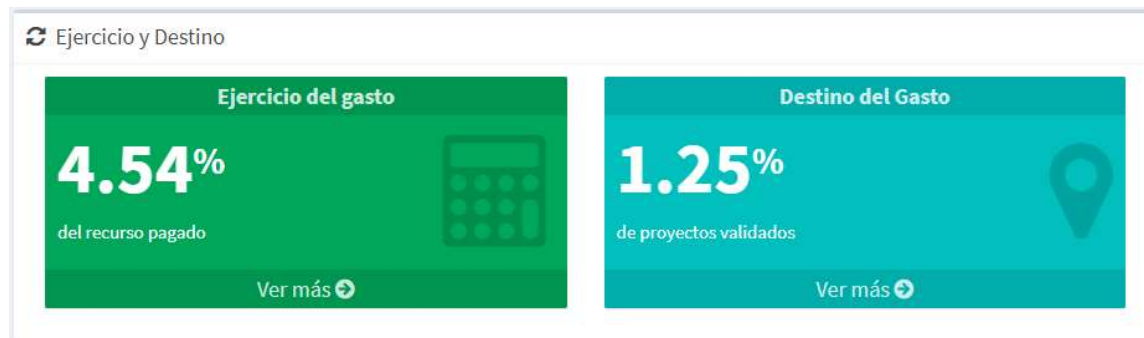 Ejercicio y Destino
Ejercicio del gasto
4.54%
del recurso pagado
Ver más
Destino del Gasto
1.25%
de proyectos validados
Ver más